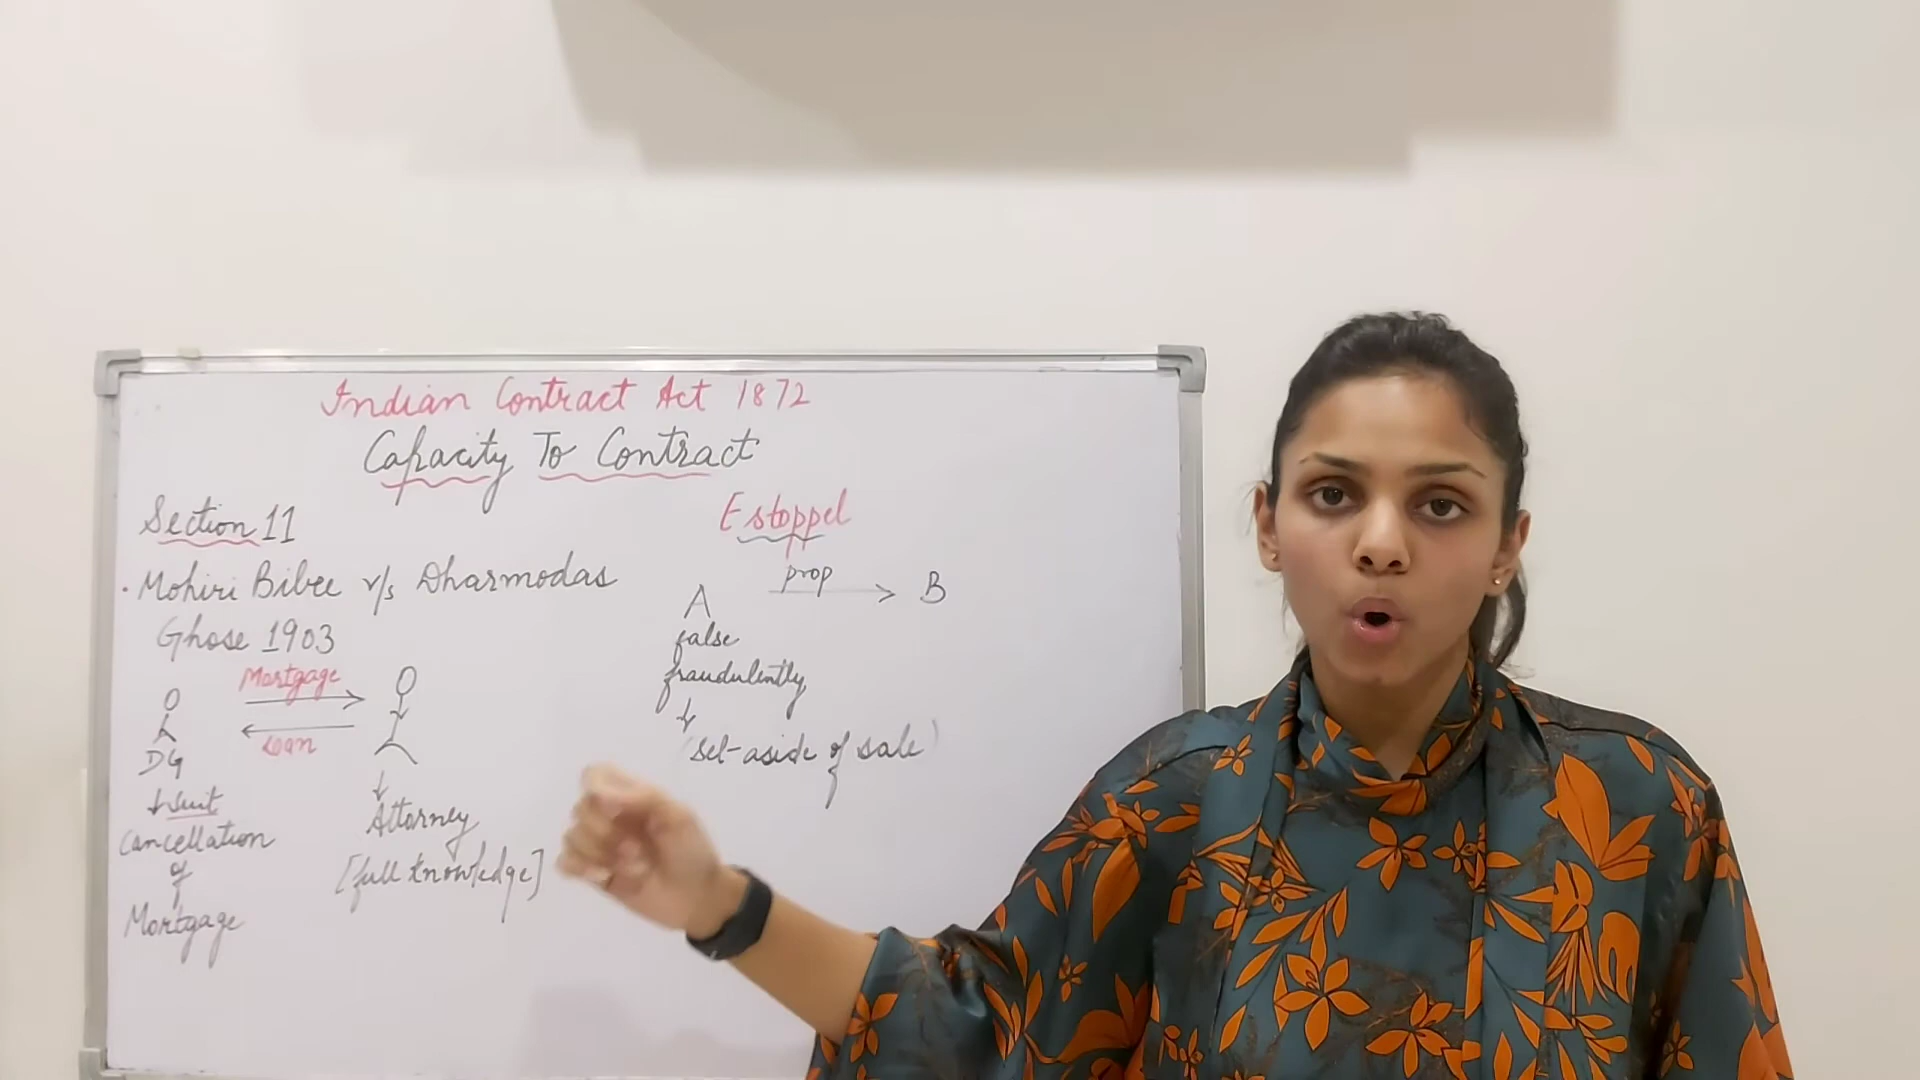 Indian Contract Act 1872
Capacity To Contract
Section 11
• Mohiri Bibee v/s Dharmodas
Ghose 1903
Mortgage
Loan
DG
↓ Suit
Cancellation
of
Mortgage
↓
Attorney
[full knowledge]
Estoppel
A prop B
false
fraudulently
↓
(set-aside of sale)